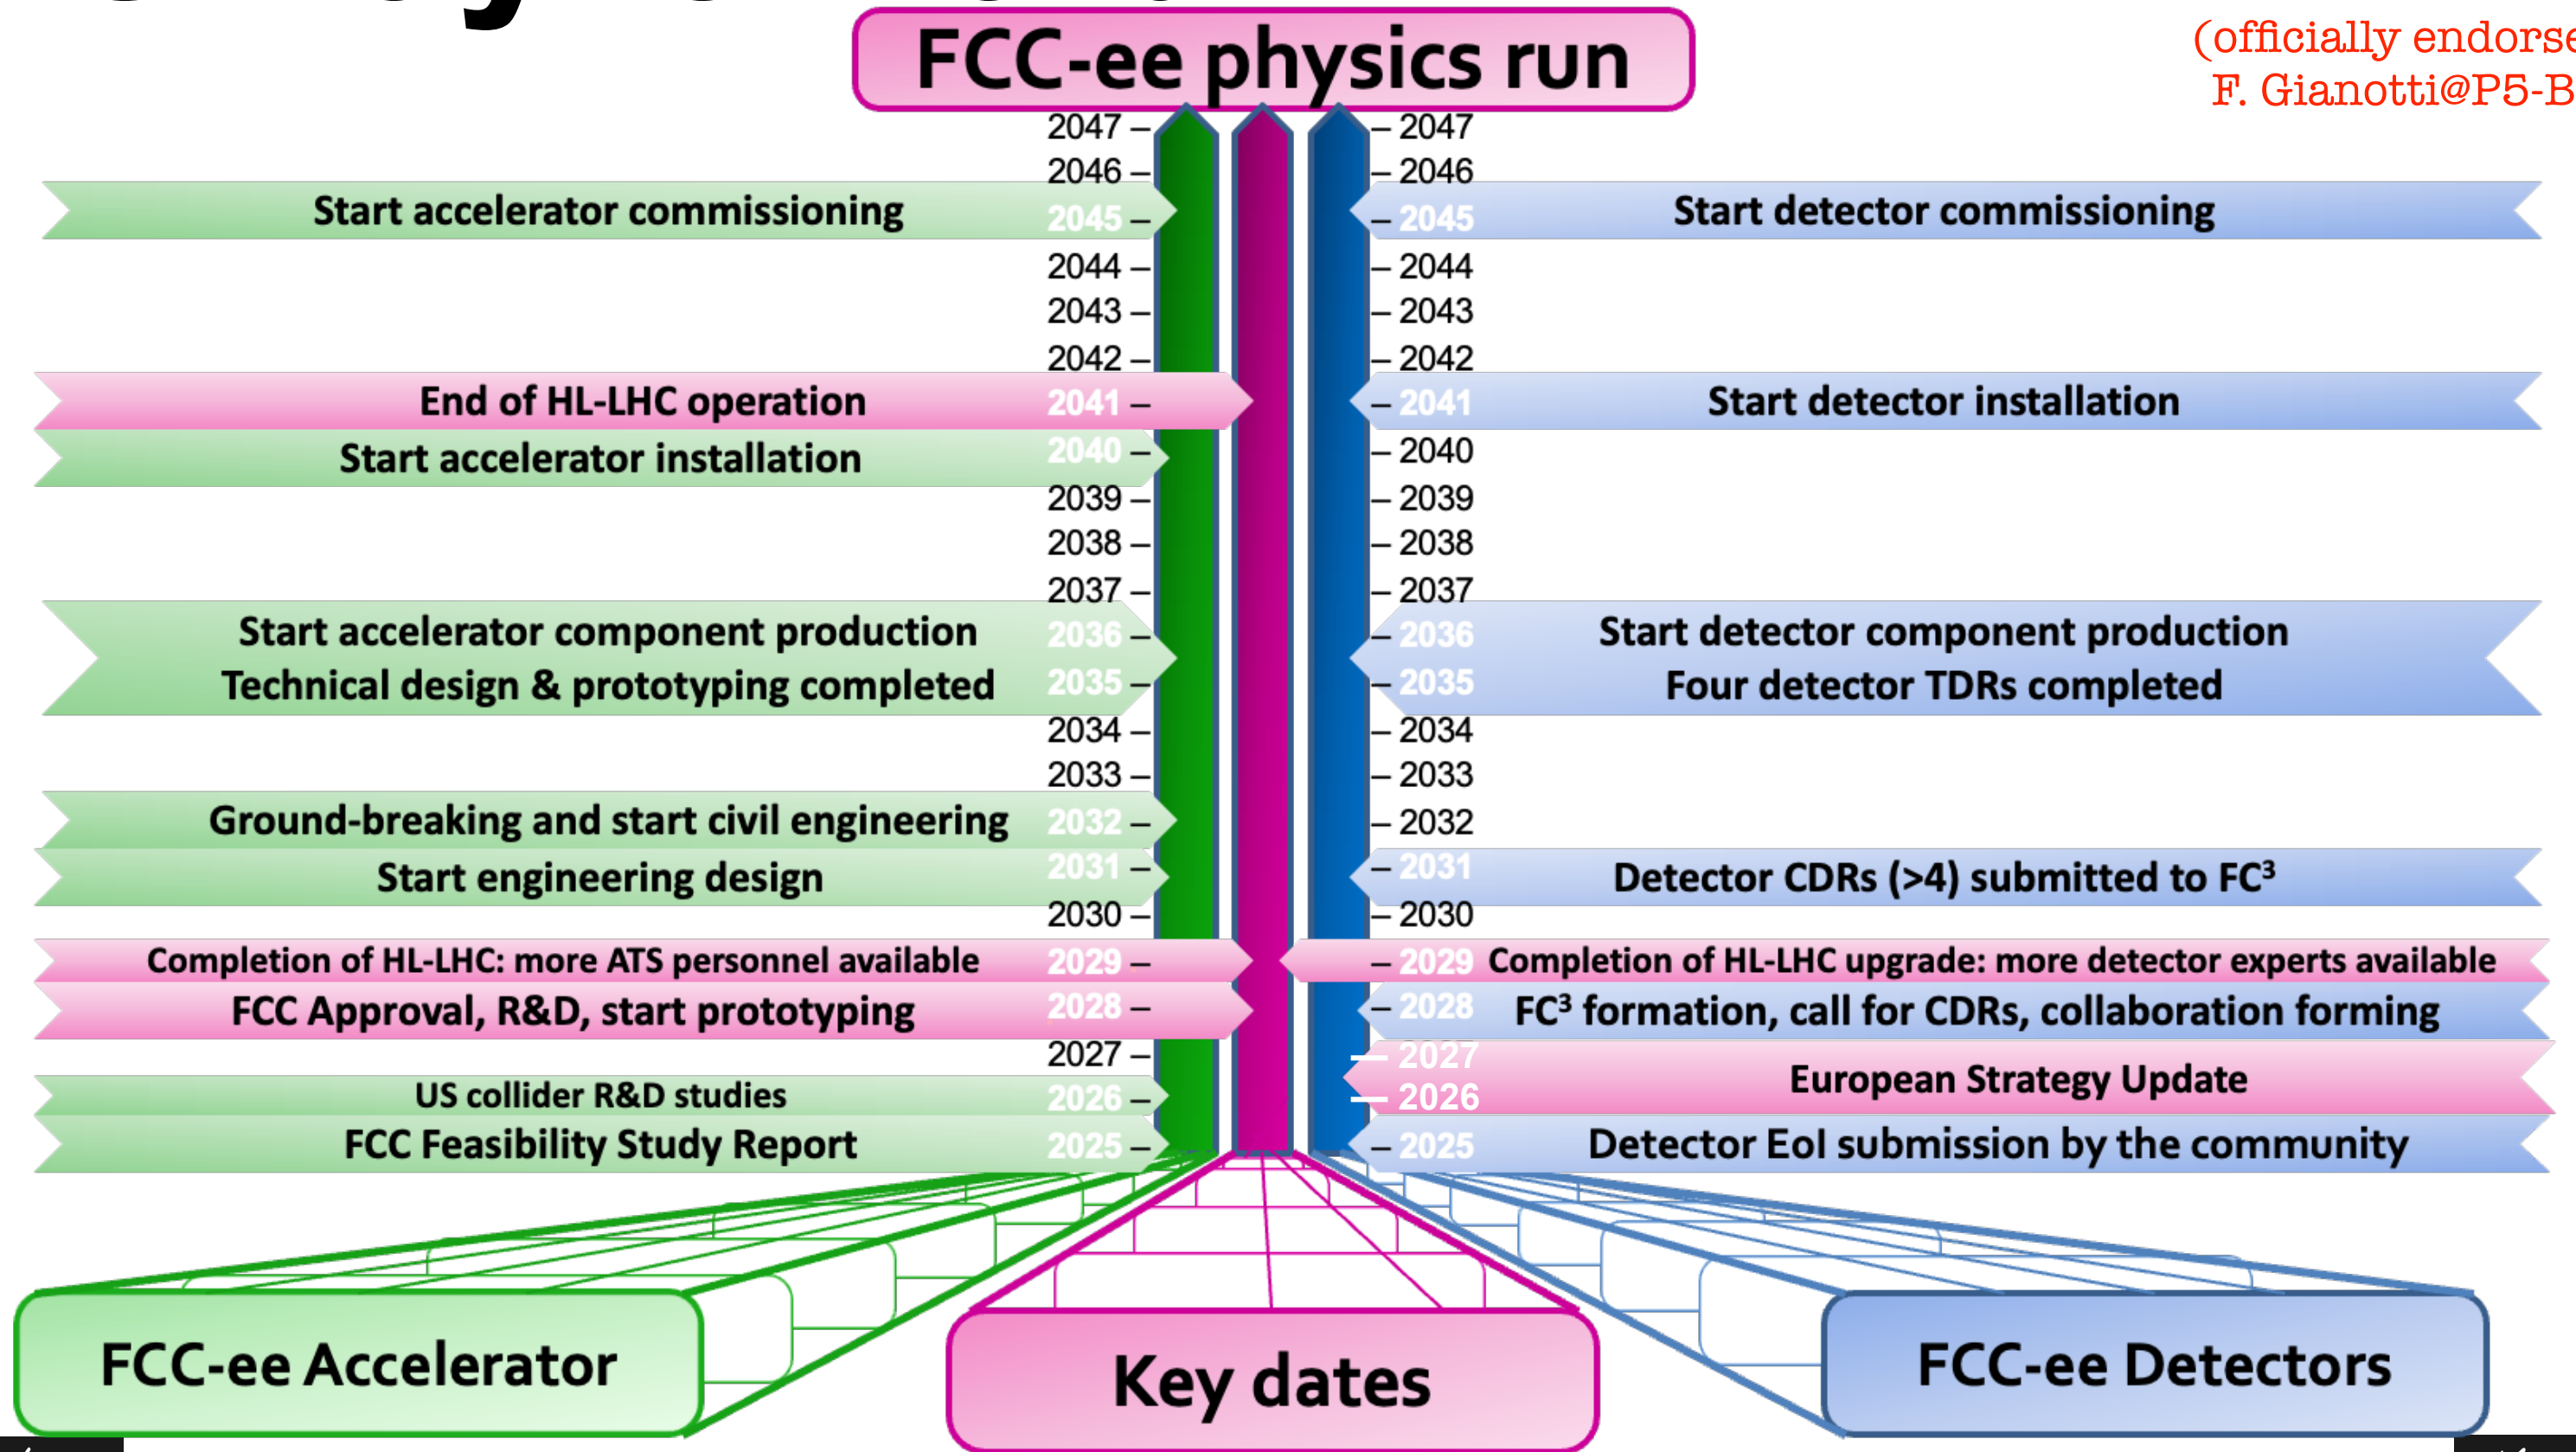 FCC-ee physics run
(officially endorse
F. Gianotti@P5-B
2047 – – 2047
2046 – – 2046
Start accelerator commissioning 2045 – – 2045 Start detector commissioning
2044 – – 2044
2043 – – 2043
2042 – – 2042
End of HL-LHC operation 2041 – – 2041 Start detector installation
Start accelerator installation 2040 – – 2040
2039 – – 2039
2038 – – 2038
2037 – – 2037
Start accelerator component production 2036 – – 2036 Start detector component production
Technical design & prototyping completed 2035 – – 2035 Four detector TDRs completed
2034 – – 2034
2033 – – 2033
Ground-breaking and start civil engineering 2032 – – 2032
Start engineering design 2031 – – 2031 Detector CDRs (>4) submitted to FC³
2030 – – 2030
Completion of HL-LHC: more ATS personnel available 2029 – – 2029 Completion of HL-LHC upgrade: more detector experts available
FCC Approval, R&D, start prototyping 2028 – – 2028 FC³ formation, call for CDRs, collaboration forming
2027 – — 2027
European Strategy Update
US collider R&D studies 2026 – — 2026
FCC Feasibility Study Report 2025 – – 2025 Detector EoI submission by the community
FCC-ee Accelerator
Key dates
FCC-ee Detectors